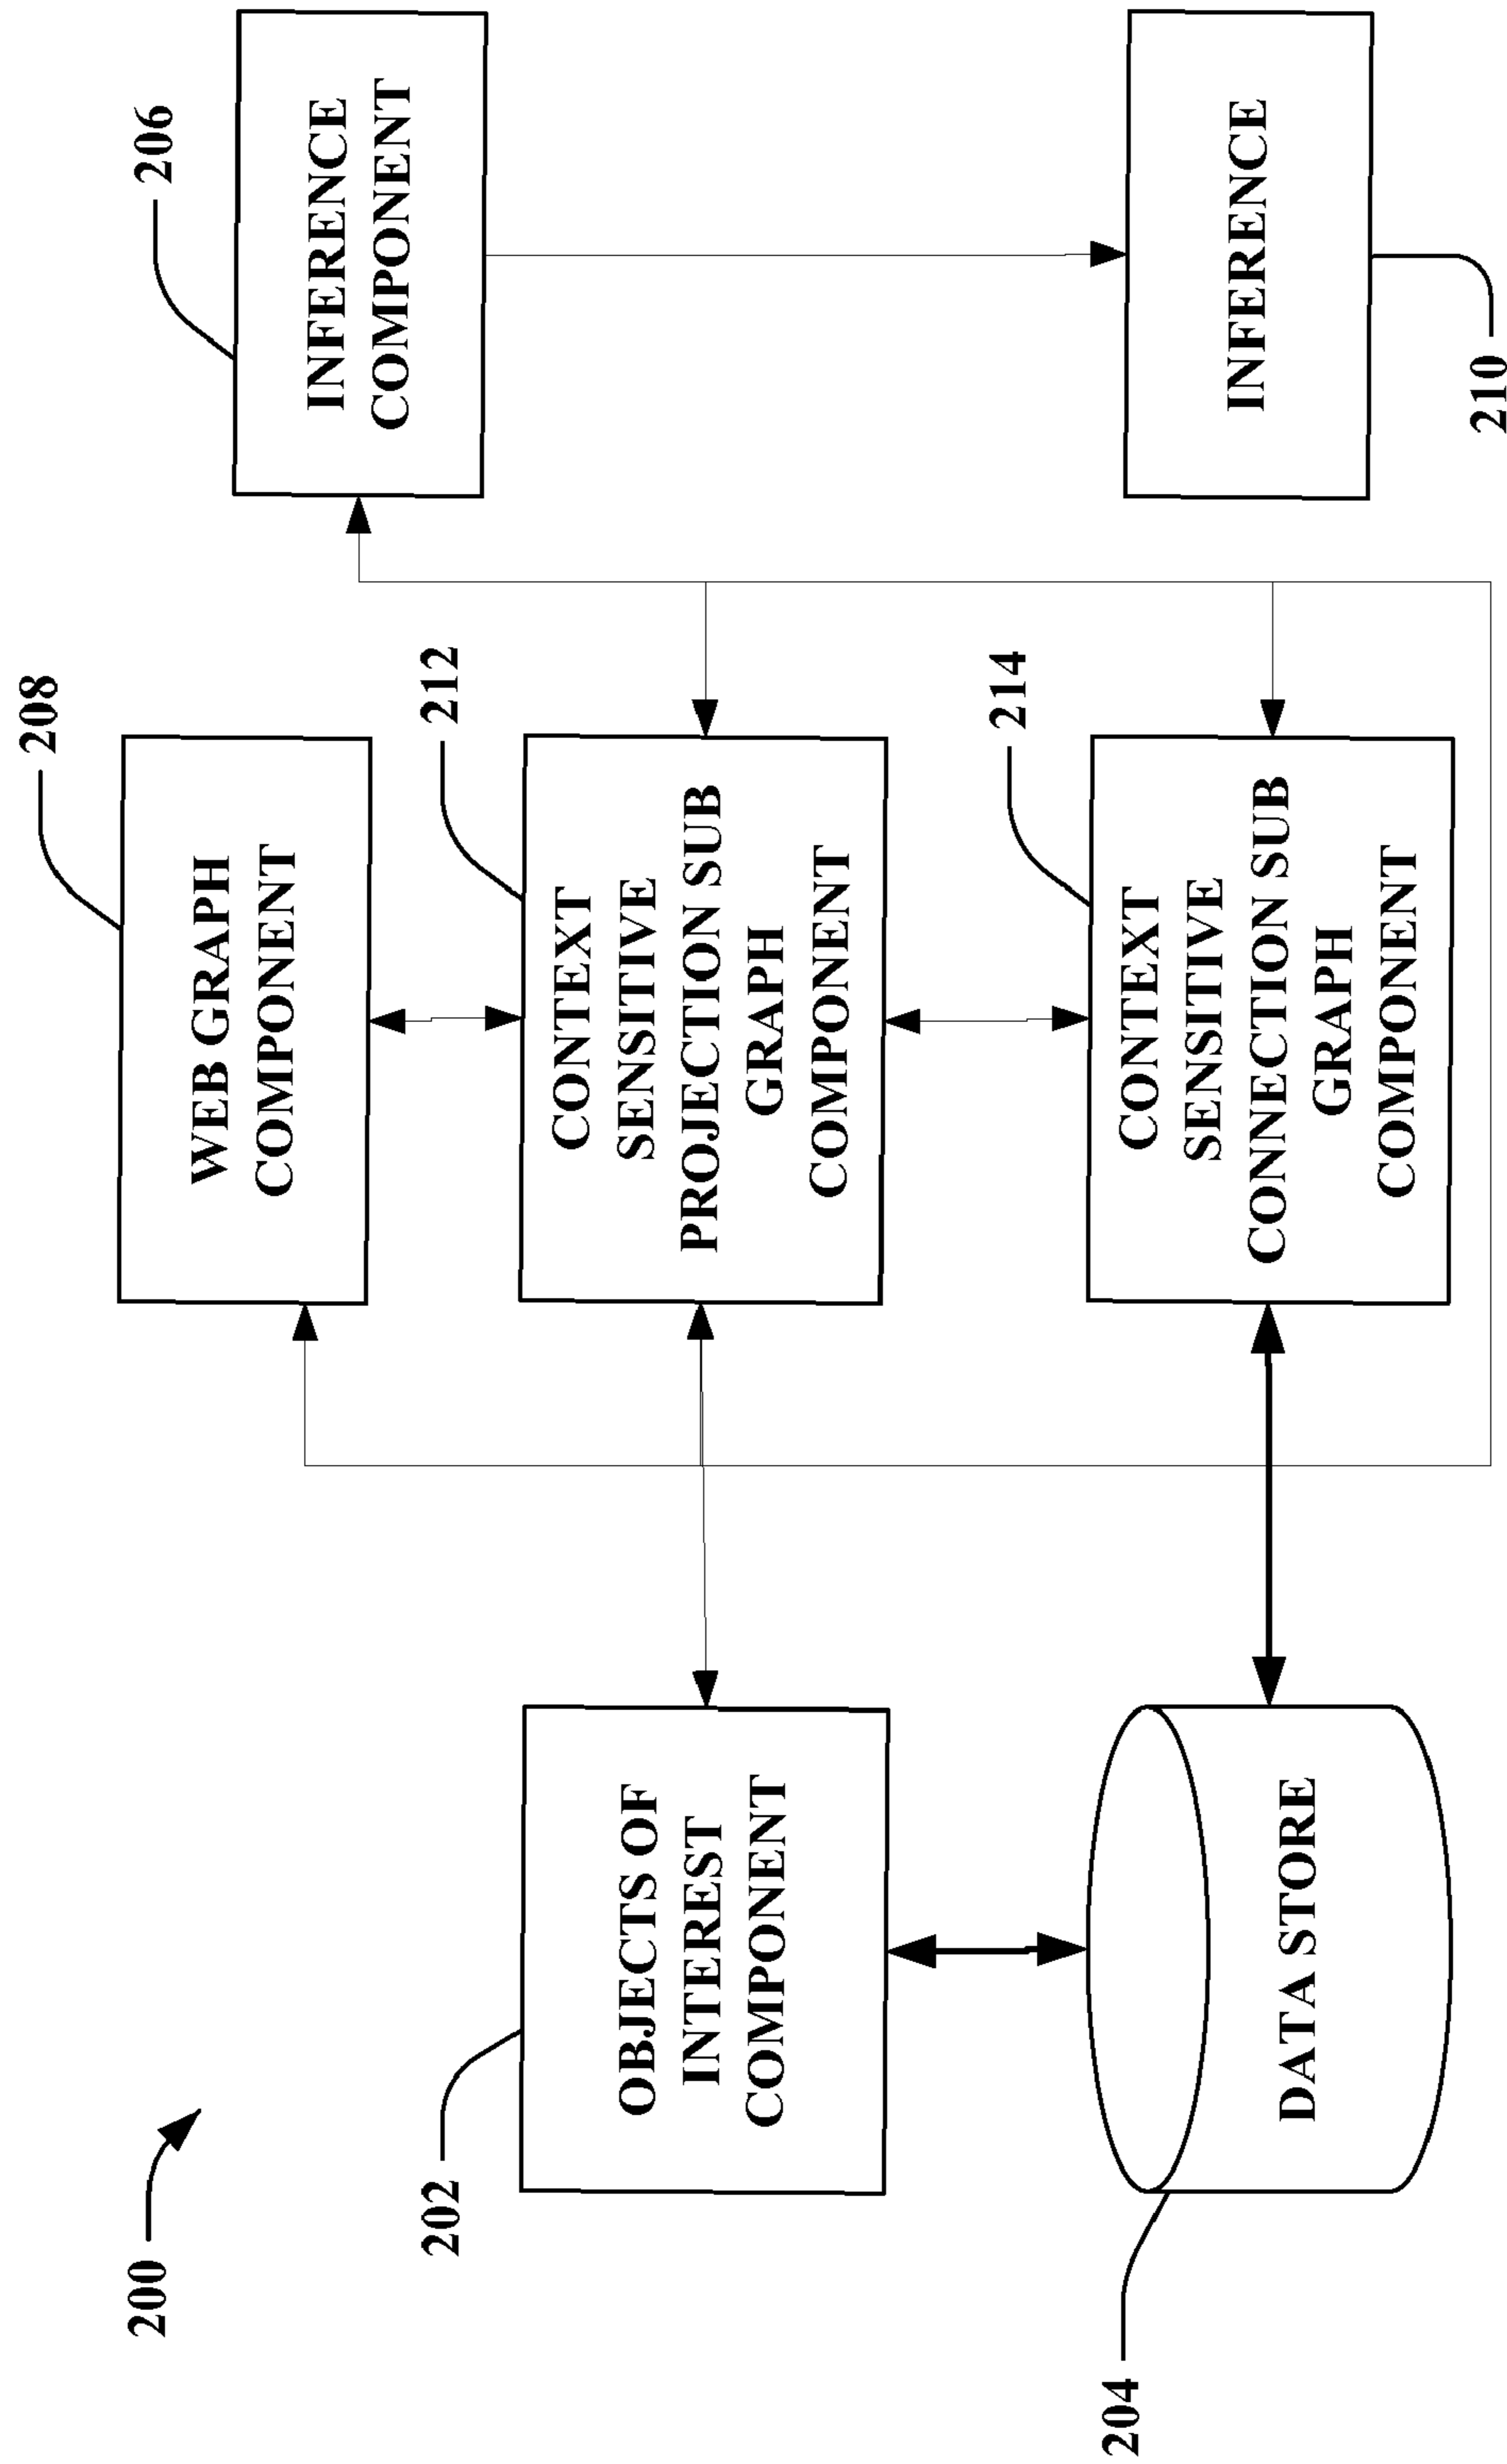 200
208
WEB GRAPH
COMPONENT
206
INFERENCE
COMPONENT
202
OBJECTS OF
INTEREST
COMPONENT
212
CONTEXT
SENSITIVE
PROJECTION SUB
GRAPH
COMPONENT
204
DATA STORE
214
CONTEXT
SENSITIVE
CONNECTION SUB
GRAPH
COMPONENT
INFERENCE
210